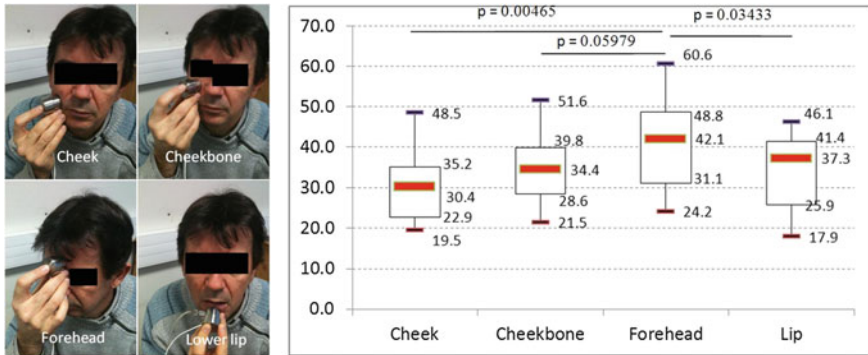 Cheek
Cheekbone
Forehead
Lower lip
70.0
60.0
50.0
40.0
30.0
20.0
10.0
0.0
p = 0.00465
p = 0.03433
p = 0.05979
48.5
35.2
30.4
22.9
19.5
51.6
39.8
34.4
28.6
21.5
60.6
48.8
42.1
31.1
24.2
46.1
41.4
37.3
25.9
17.9
Cheek
Cheekbone
Forehead
Lip